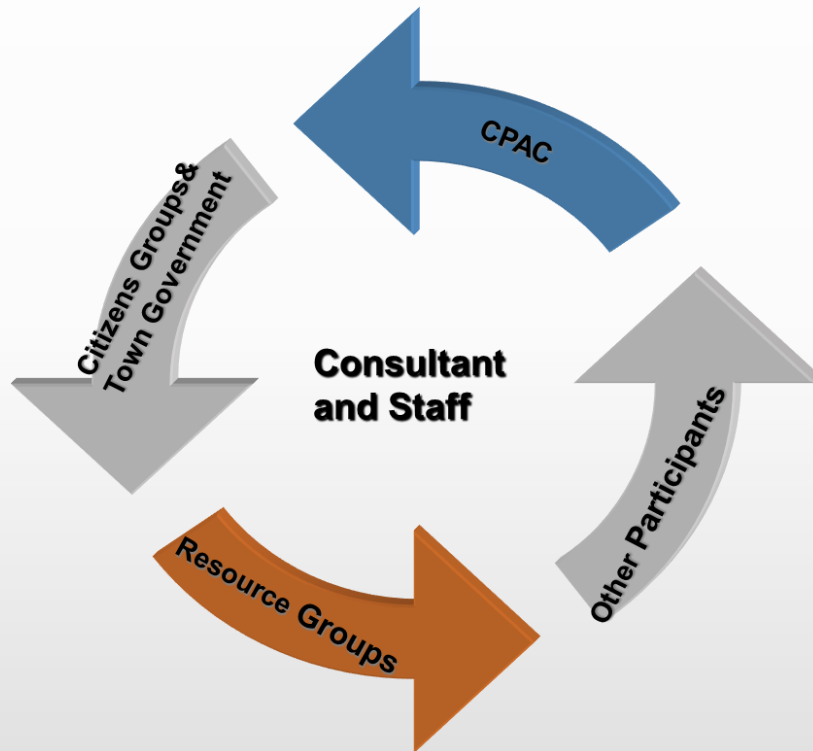 CPAC
Citizens Groups&
Town Government
Consultant
and Staff
Other Participants
Resource Groups